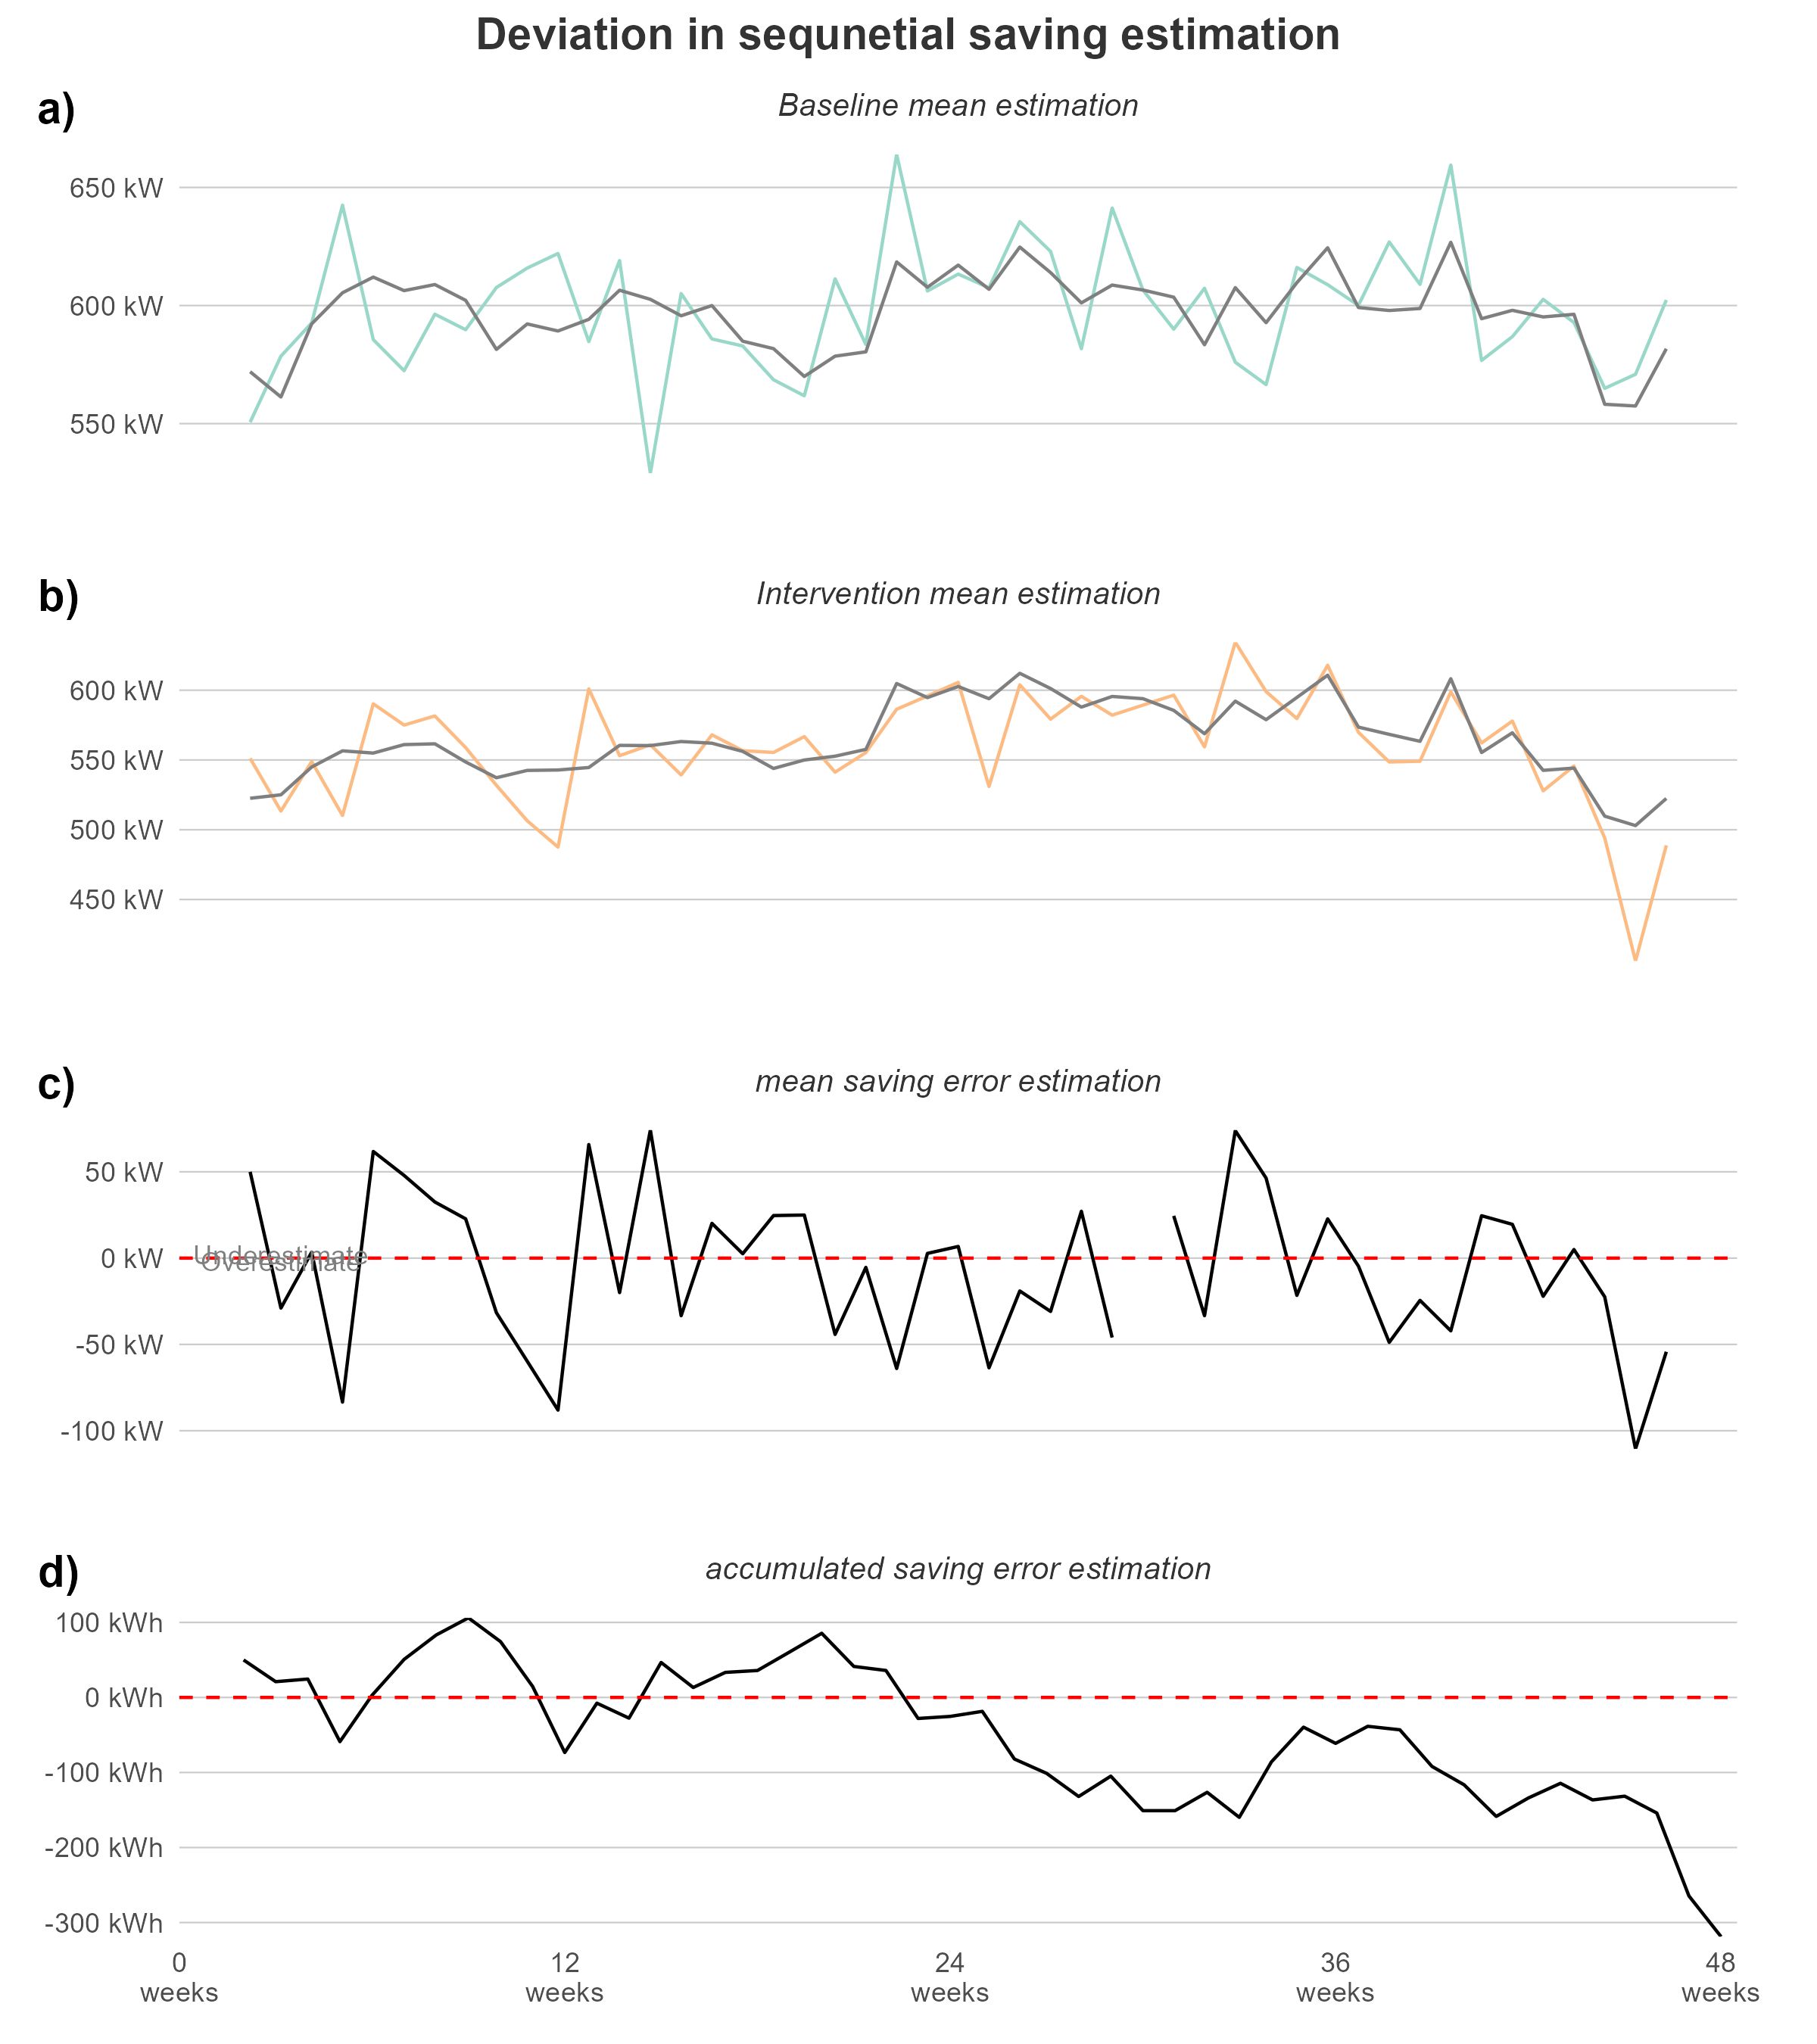 Deviation in sequnetial saving estimation
a)
Baseline mean estimation
650 kW
600 kW
550 kW
b)
Intervention mean estimation
600 kW
550 kW
500 kW
450 kW
c)
mean saving error estimation
50 kW
0 kW
Underestimate
Overestimate
-50 kW
-100 kW
d)
accumulated saving error estimation
100 kWh
0 kWh
-100 kWh
-200 kWh
-300 kWh
0
weeks
12
weeks
24
weeks
36
weeks
48
weeks